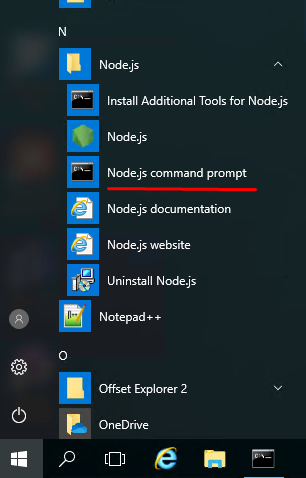 N
Node.js
Install Additional Tools for Node.js
Node.js
Node.js command prompt
Node.js documentation
Node.js website
Uninstall Node.js
Notepad++
O
Offset Explorer 2
OneDrive